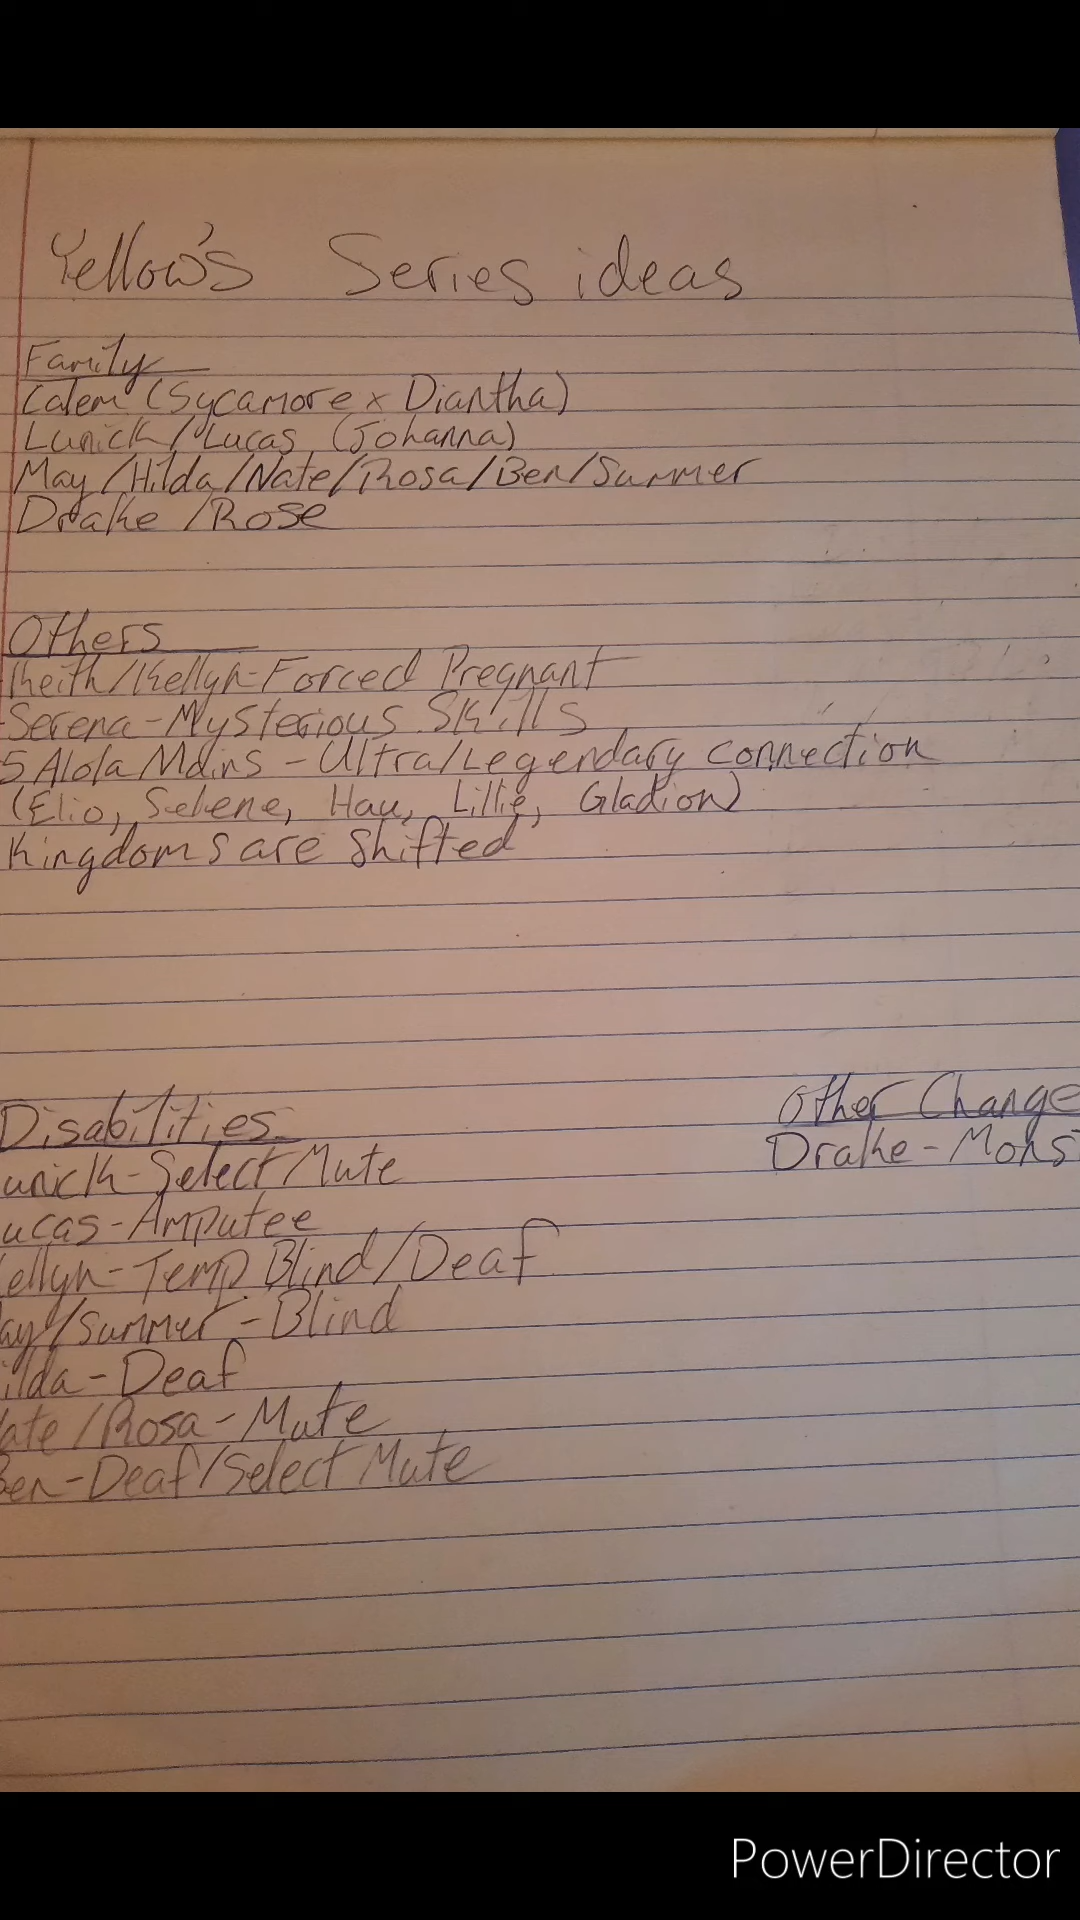 Yellow's Series ideas
Family
Calem (Sycamore x Diantha)
Lunick/Lucas (Johanna)
May/Hilda/Nate/Rosa/Ben/Summer
Drake/Rose
Others
Keith/Kellyn-Forced Pregnant
Serena-Mysterious Skills
5 Alola Mains - Ultra/Legendary connection
(Elio, Selene, Hau, Lillie, Gladion)
Kingdoms are Shifted
Disabilities
unick-Select Mute
ucas-Amputee
ellyn-Temp. Blind/Deaf
ay/Summer-Blind
ilda-Deaf
ate/Rosa-Mute
Ben-Deaf/Select Mute
Other Change
Drake-Mons
PowerDirector